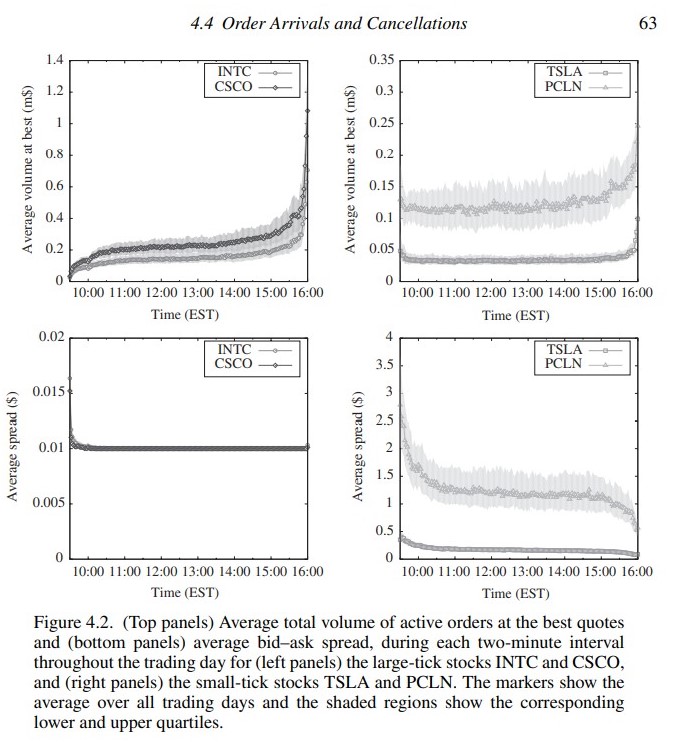 4.4 Order Arrivals and Cancellations 63
INTC
CSCO
Average volume at best (m$)
1.4
1.2
1
0.8
0.6
0.4
0.2
0
10:00 11:00 12:00 13:00 14:00 15:00 16:00
Time (EST)
TSLA
PCLN
Average volume at best (m$)
0.35
0.3
0.25
0.2
0.15
0.1
0.05
0
10:00 11:00 12:00 13:00 14:00 15:00 16:00
Time (EST)
INTC
CSCO
Average spread ($)
0.02
0.015
0.01
0.005
0
10:00 11:00 12:00 13:00 14:00 15:00 16:00
Time (EST)
TSLA
PCLN
Average spread ($)
4
3.5
3
2.5
2
1.5
1
0.5
0
10:00 11:00 12:00 13:00 14:00 15:00 16:00
Time (EST)
Figure 4.2. (Top panels) Average total volume of active orders at the best quotes
and (bottom panels) average bid–ask spread, during each two-minute interval
throughout the trading day for (left panels) the large-tick stocks INTC and CSCO,
and (right panels) the small-tick stocks TSLA and PCLN. The markers show the
average over all trading days and the shaded regions show the corresponding
lower and upper quartiles.